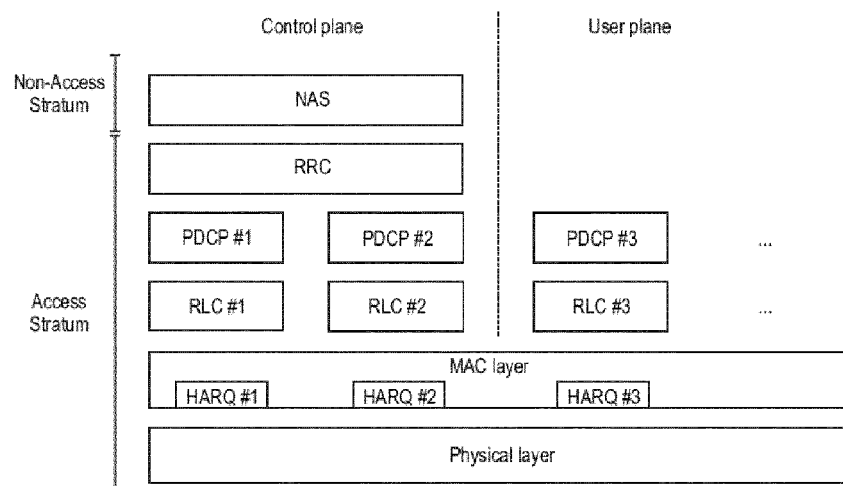 Control plane
User plane
Non-Access
Stratum
NAS
RRC
PDCP #1
PDCP #2
PDCP #3
...
Access
Stratum
RLC #1
RLC #2
RLC #3
...
MAC layer
HARQ #1
HARQ #2
HARQ #3
Physical layer